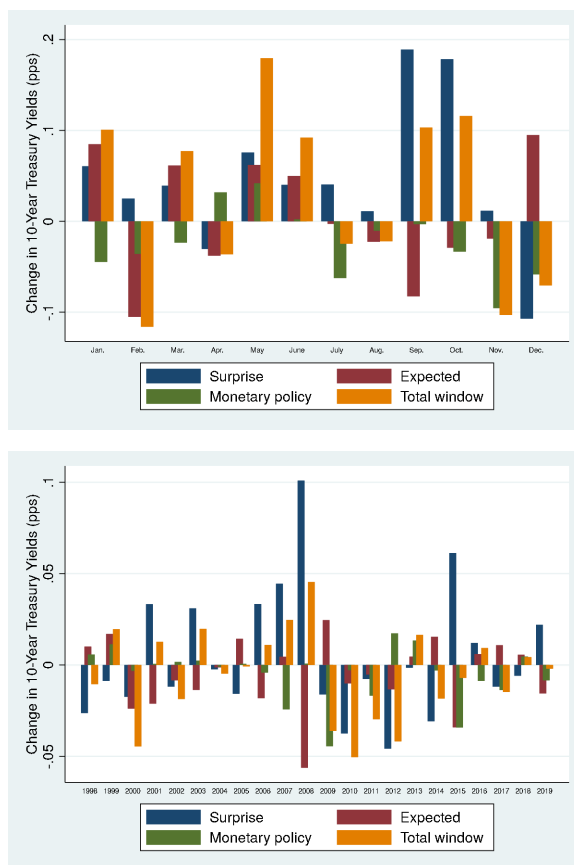 Change in 10-Year Treasury Yields (pps)
.2
.1
0
-.1
Jan. Feb. Mar. Apr. May June July Aug. Sep. Oct. Nov. Dec.
Surprise Expected
Monetary policy Total window
Change in 10-Year Treasury Yields (pps)
.1
.05
0
-.05
1998 1999 2000 2001 2002 2003 2004 2005 2006 2007 2008 2009 2010 2011 2012 2013 2014 2015 2016 2017 2018 2019
Surprise Expected
Monetary policy Total window